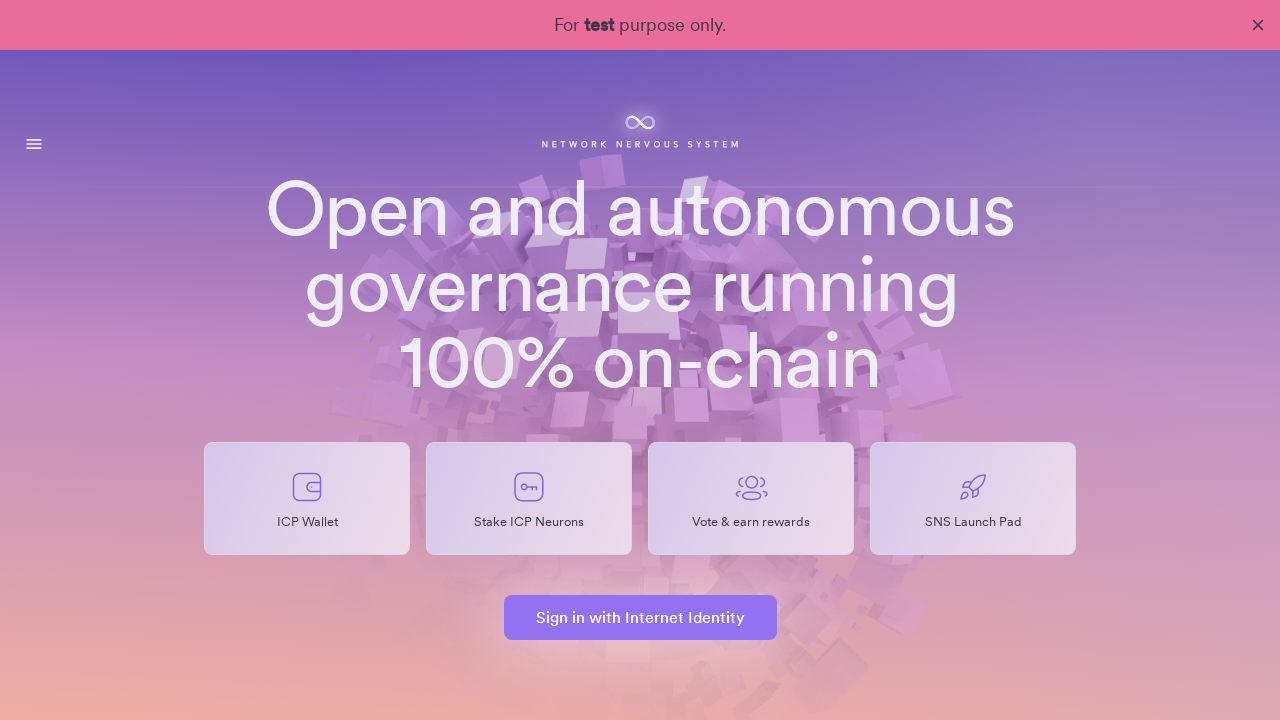 For test purpose only.
NETWORK NERVOUS SYSTEM
Open and autonomous
governance running
100% on-chain
ICP Wallet
Stake ICP Neurons
Vote & earn rewards
SNS Launch Pad
Sign in with Internet Identity